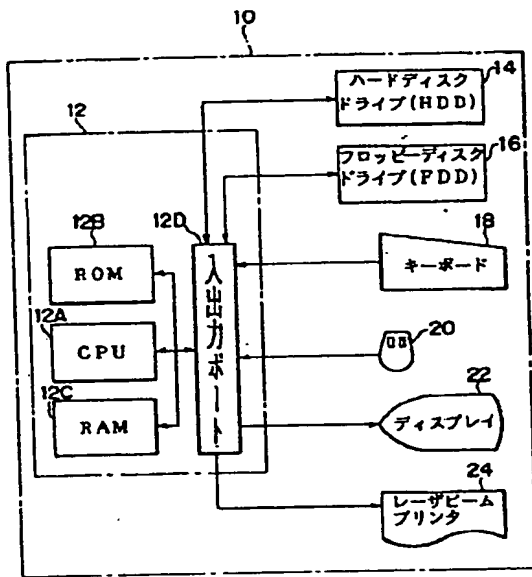 10
14
ハードディスク
ドライブ(HDD)
12
16
フロッピーディスク
ドライブ(FDD)
12B
12D
ROM
18
キーボード
12A
CPU
入出力ポート
20
12C
RAM
22
ディスプレイ
24
レーザビーム
プリンタ